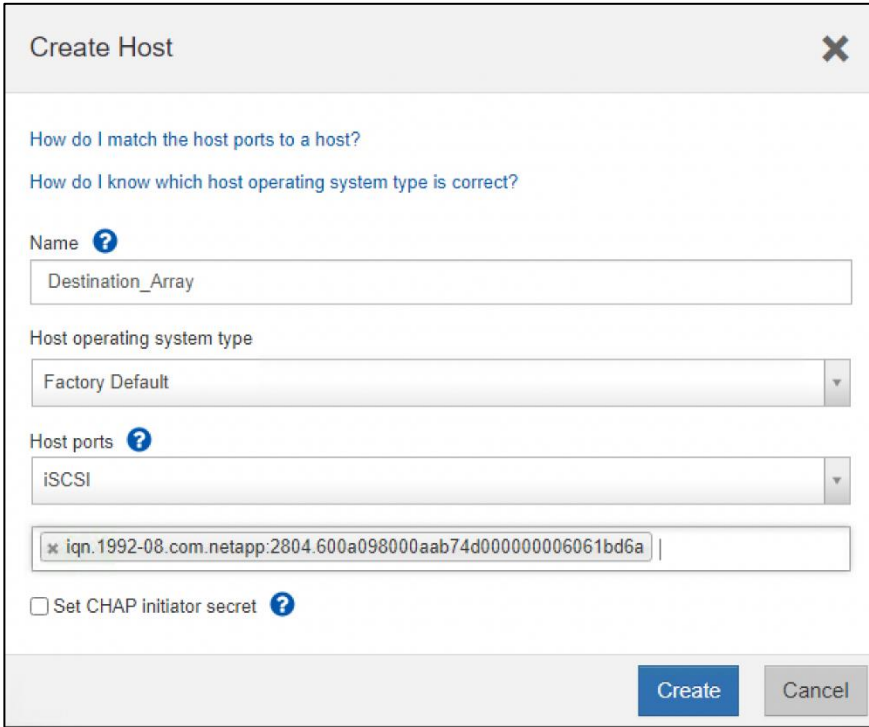 Create Host
How do I match the host ports to a host?
How do I know which host operating system type is correct?
Name ?
Destination_Array
Host operating system type
Factory Default
Host ports ?
iSCSI
× iqn.1992-08.com.netapp:2804.600a098000aab74d000000006061bd6a
Set CHAP initiator secret ?
Create Cancel